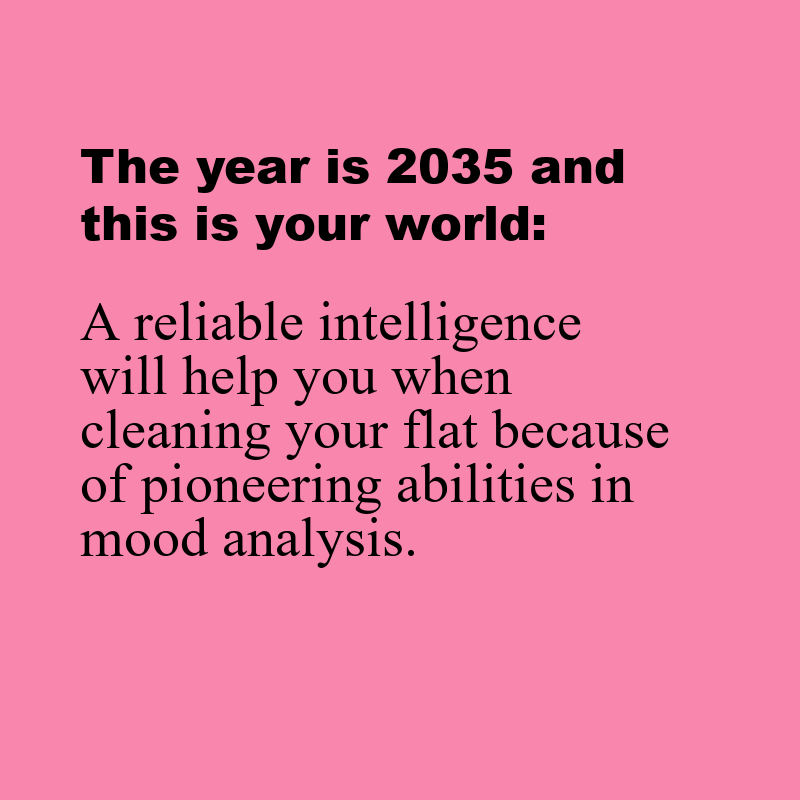 The year is 2035 and
this is your world:
A reliable intelligence
will help you when
cleaning your flat because
of pioneering abilities in
mood analysis.